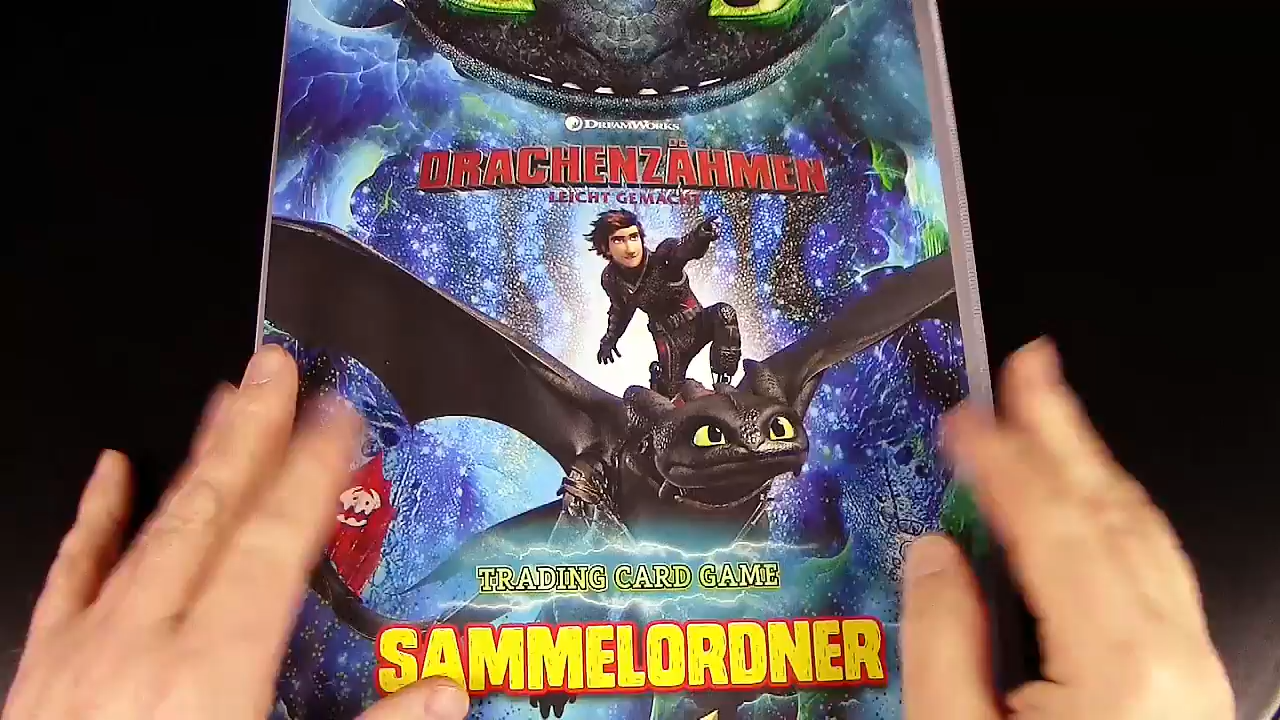 DREAMWORKS
DRACHENZÄHMEN
LEICHT GEMACHT
TRADING CARD GAME
SAMMELORDNER